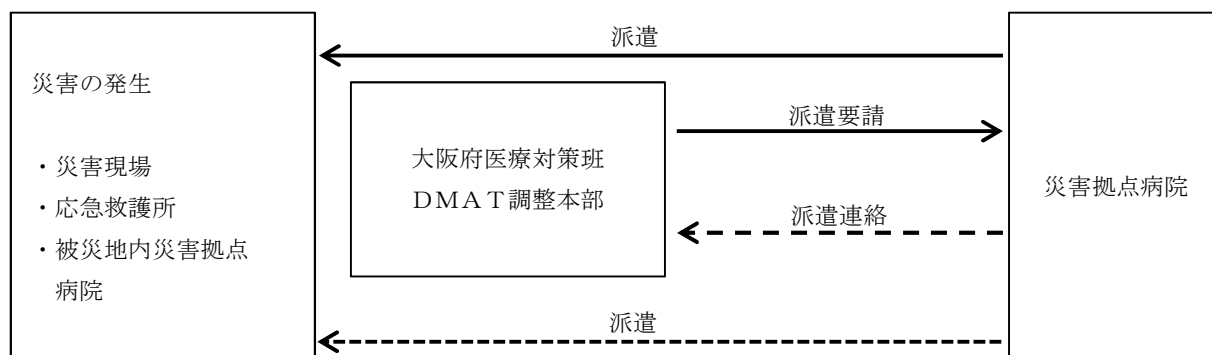 災害の発生
・災害現場
・応急救護所
・被災地内災害拠点
病院
派遣
大阪府医療対策班
ＤＭＡＴ調整本部
派遣要請
派遣連絡
派遣
災害拠点病院